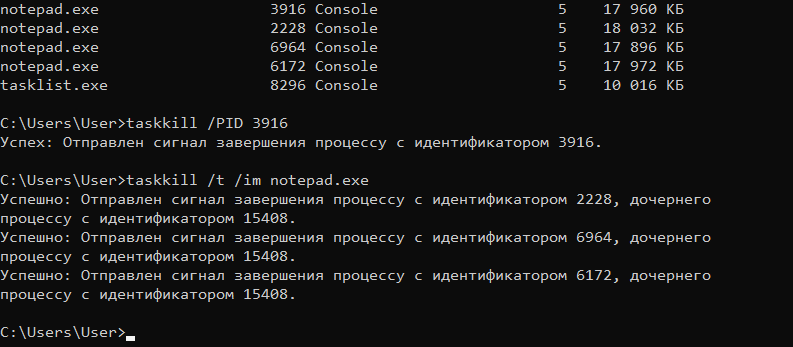 notepad.exe 3916 Console 5 17 960 КБ
notepad.exe 2228 Console 5 18 032 КБ
notepad.exe 6964 Console 5 17 896 КБ
notepad.exe 6172 Console 5 17 972 КБ
tasklist.exe 8296 Console 5 10 016 КБ
C:\Users\User>taskkill /PID 3916
Успех: Отправлен сигнал завершения процессу с идентификатором 3916.
C:\Users\User>taskkill /t /im notepad.exe
Успешно: Отправлен сигнал завершения процессу с идентификатором 2228, дочернего
процессу с идентификатором 15408.
Успешно: Отправлен сигнал завершения процессу с идентификатором 6964, дочернего
процессу с идентификатором 15408.
Успешно: Отправлен сигнал завершения процессу с идентификатором 6172, дочернего
процессу с идентификатором 15408.
C:\Users\User>